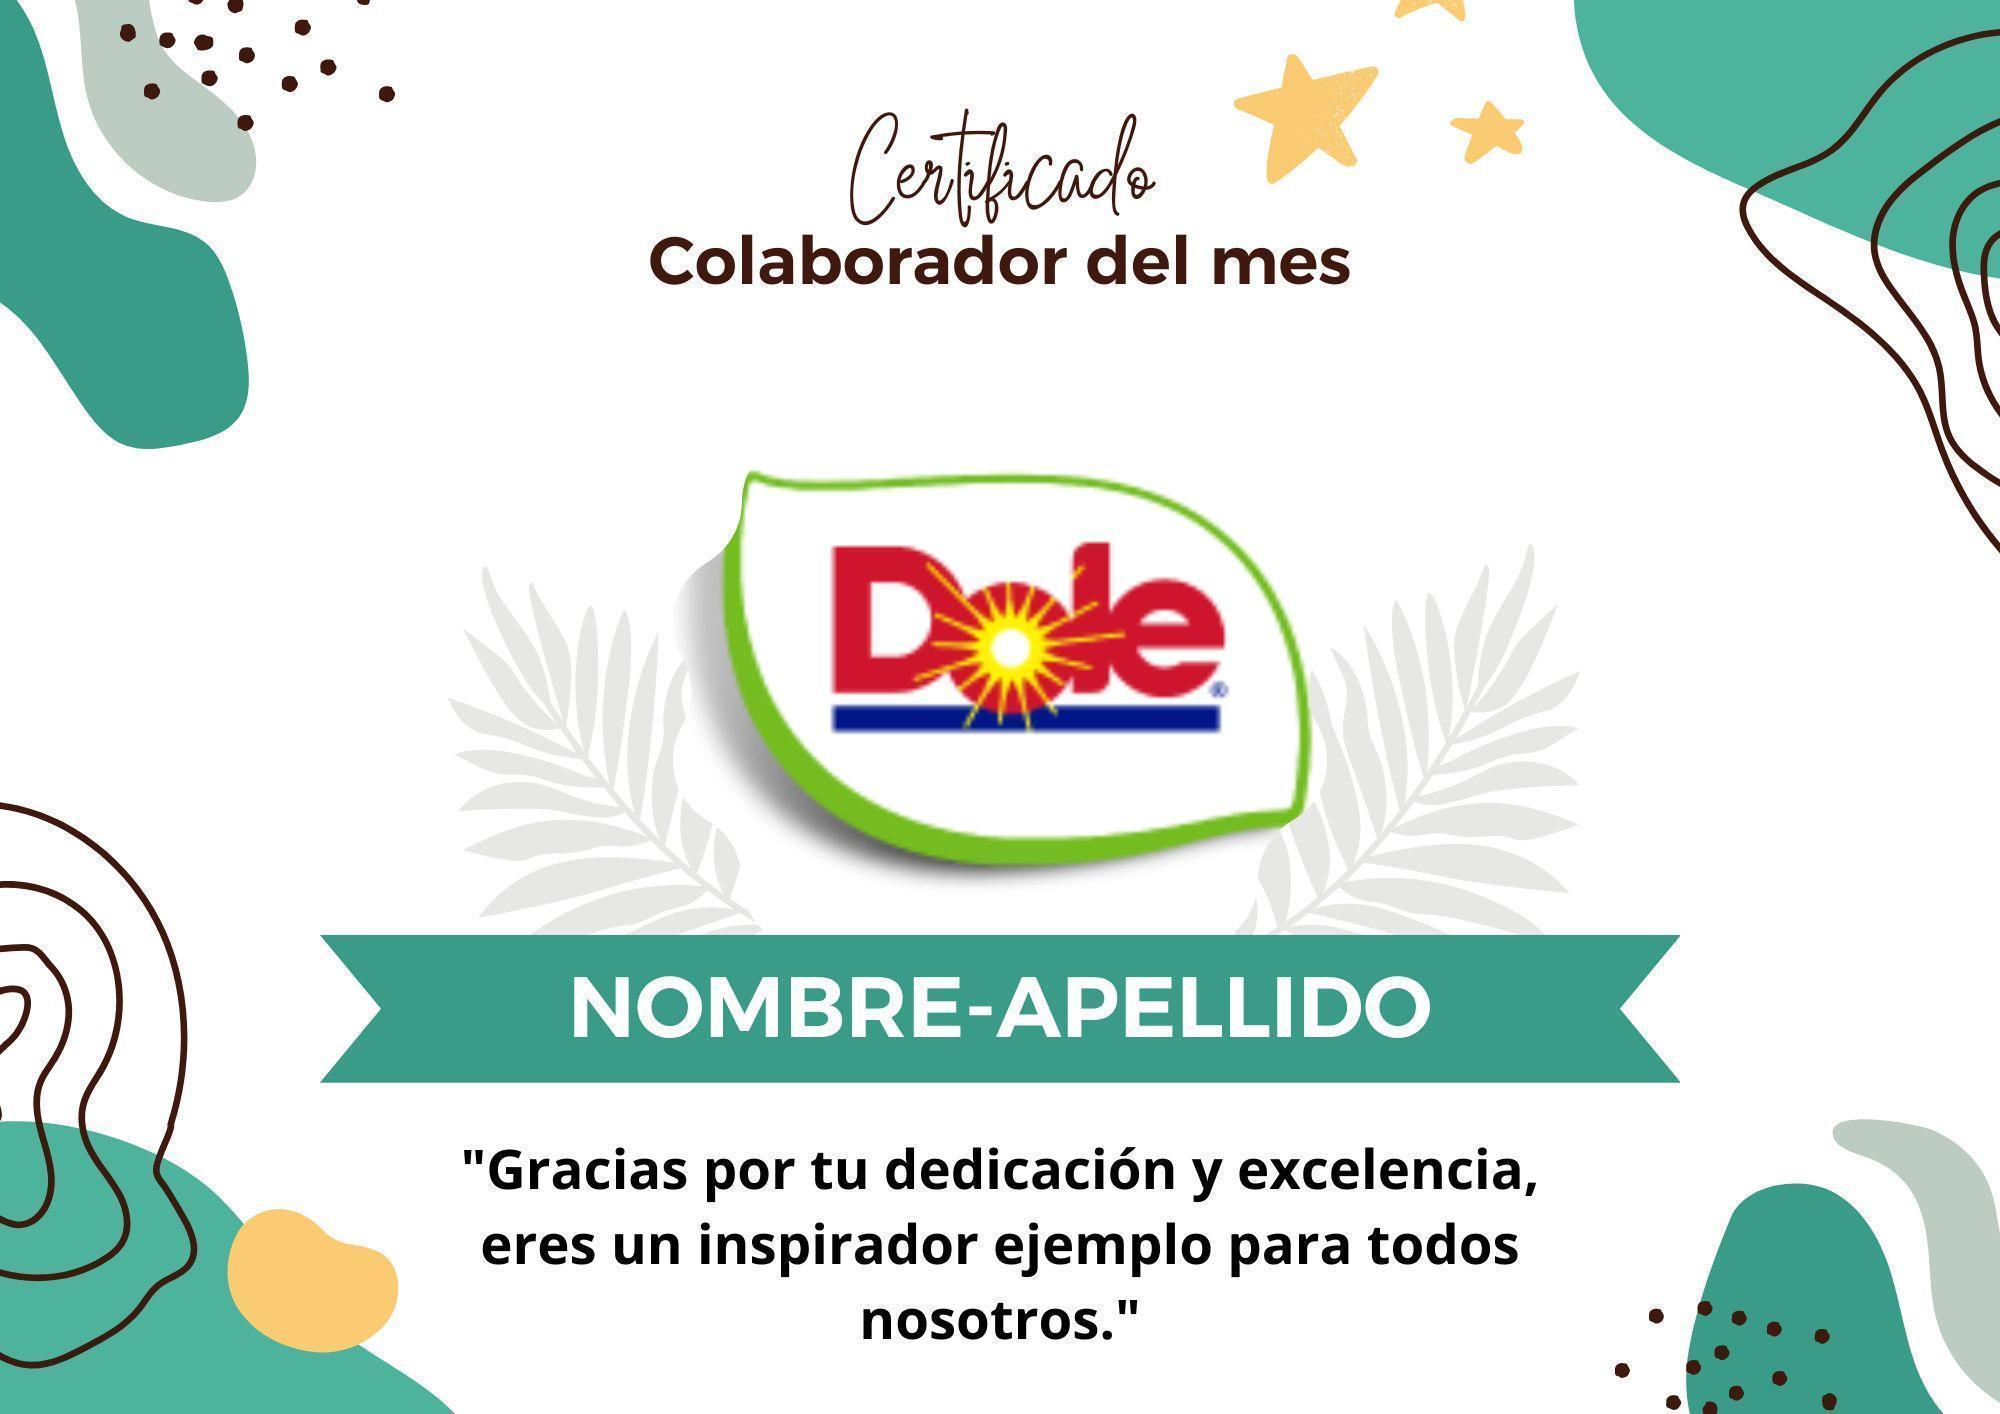 Certificado
Colaborador del mes
Dole®
NOMBRE-APELLIDO
"Gracias por tu dedicación y excelencia,
eres un inspirador ejemplo para todos
nosotros."